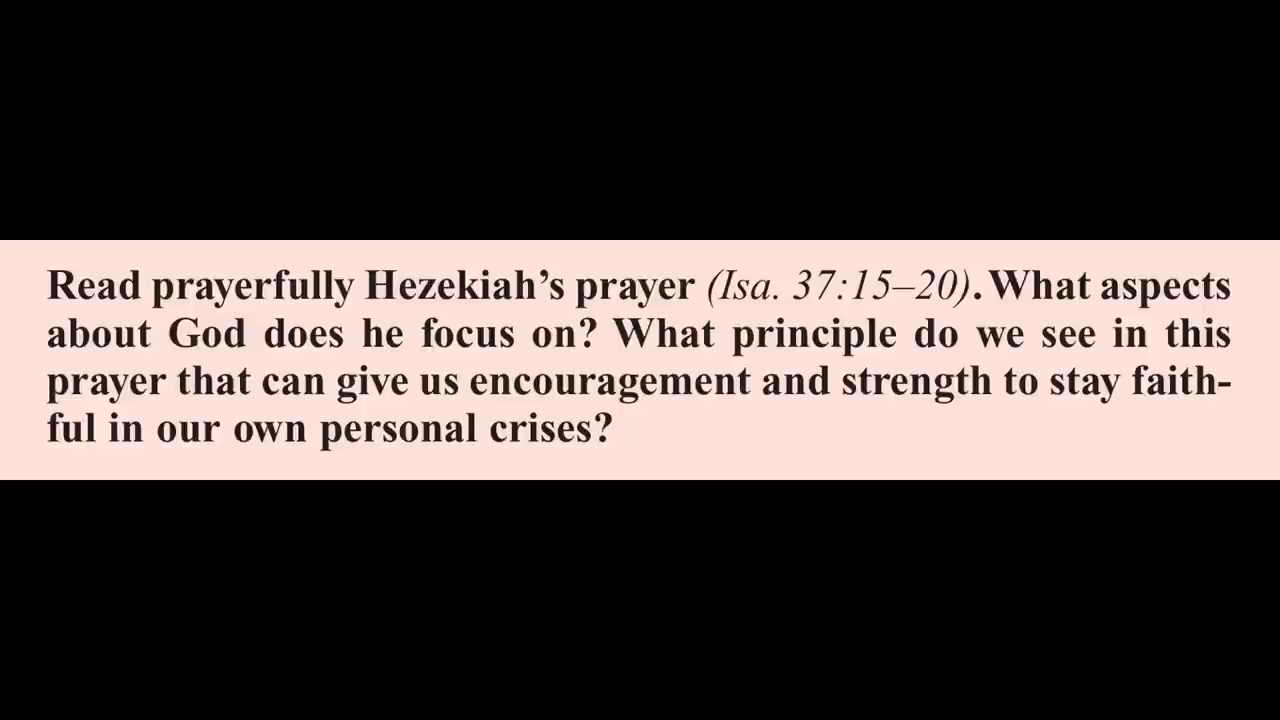 Read prayerfully Hezekiah’s prayer (Isa. 37:15–20). What aspects
about God does he focus on? What principle do we see in this
prayer that can give us encouragement and strength to stay faith-
ful in our own personal crises?